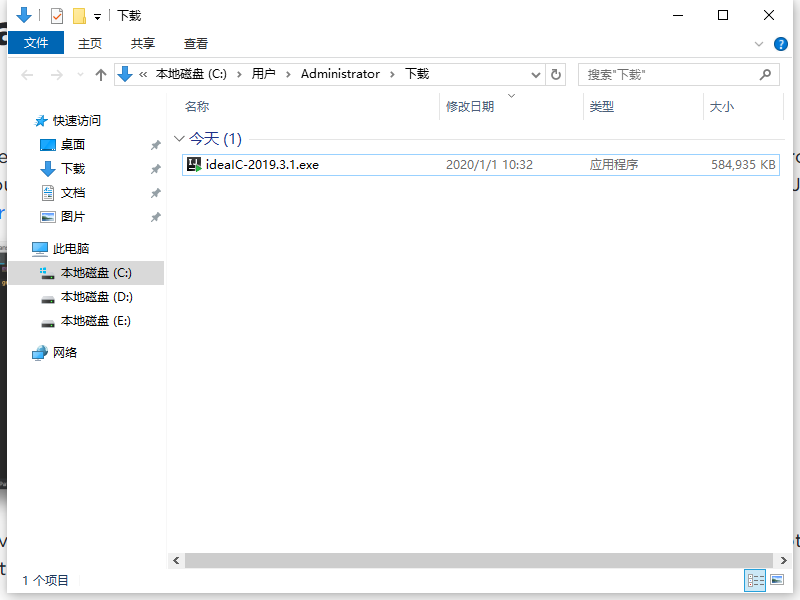 下载
文件 主页 共享 查看
« 本地磁盘 (C:) › 用户 › Administrator › 下载
搜索"下载"
名称 修改日期 类型 大小
快速访问
桌面
下载
文档
图片
此电脑
本地磁盘 (C:)
本地磁盘 (D:)
本地磁盘 (E:)
网络
今天 (1)
ideaIC-2019.3.1.exe 2020/1/1 10:32 应用程序 584,935 KB
1 个项目